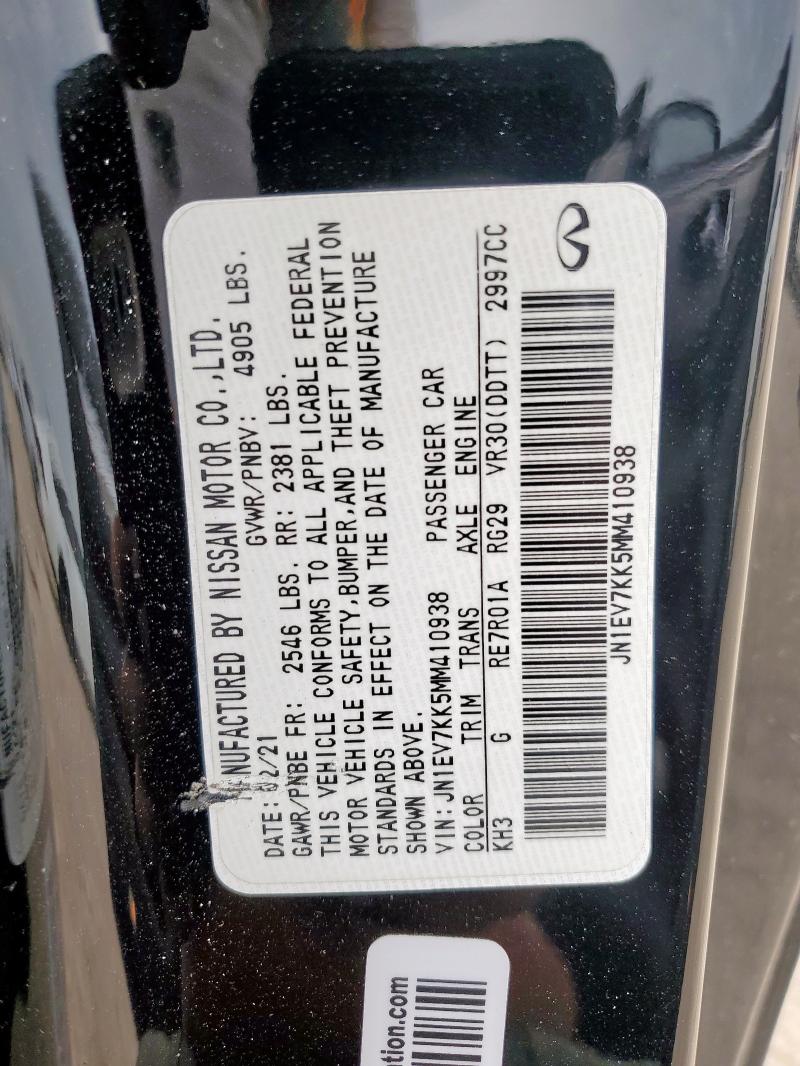 NUFACTURED BY NISSAN MOTOR CO.,LTD.
DATE: 02/21 GVWR/PNBV: 4905 LBS.
GAWR/PNBE FR: 2546 LBS. RR: 2381 LBS.
THIS VEHICLE CONFORMS TO ALL APPLICABLE FEDERAL
MOTOR VEHICLE SAFETY,BUMPER,AND THEFT PREVENTION
STANDARDS IN EFFECT ON THE DATE OF MANUFACTURE
SHOWN ABOVE.
VIN:JN1EV7KK5MM410938 PASSENGER CAR
COLOR TRIM TRANS AXLE ENGINE
KH3 G RE7R01A RG29 VR30(DDTT) 2997CC
JN1EV7KK5MM410938
tion.com